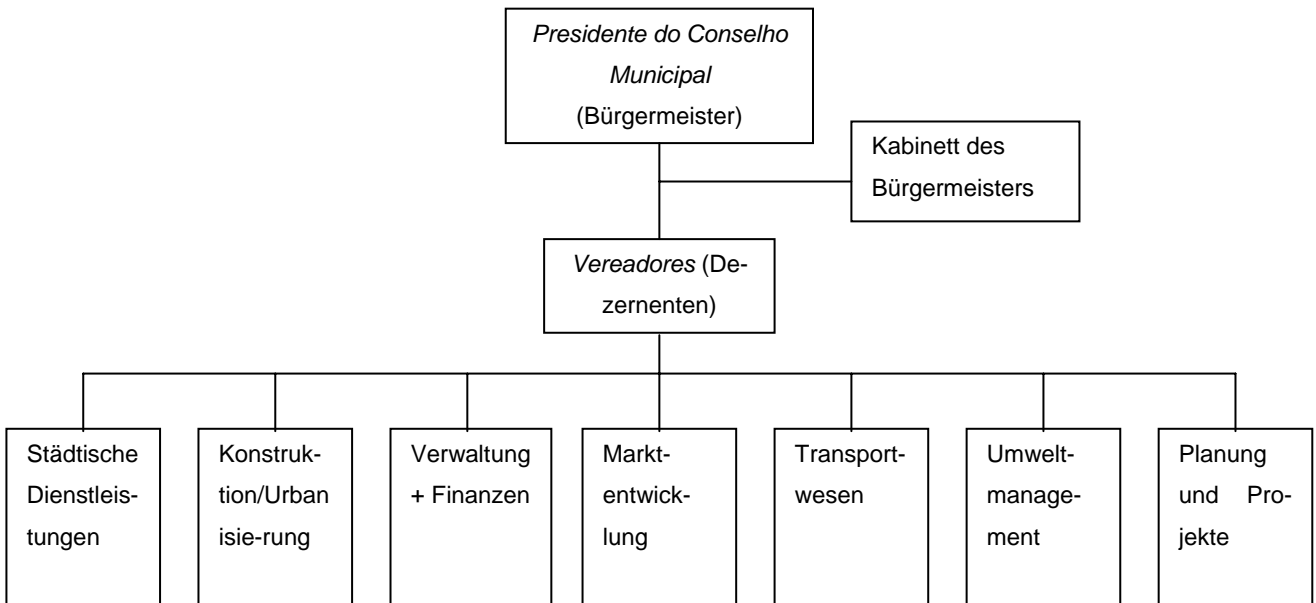 Presidente do Conselho
Municipal
(Bürgermeister)
Kabinett des
Bürgermeisters
Vereadores (De-
zernenten)
Städtische
Dienstleis-
tungen
Konstruk-
tion/Urban
isie-rung
Verwaltung
+ Finanzen
Markt-
entwick-
lung
Transport-
wesen
Umwelt-
manage-
ment
Planung
und Pro-
jekte